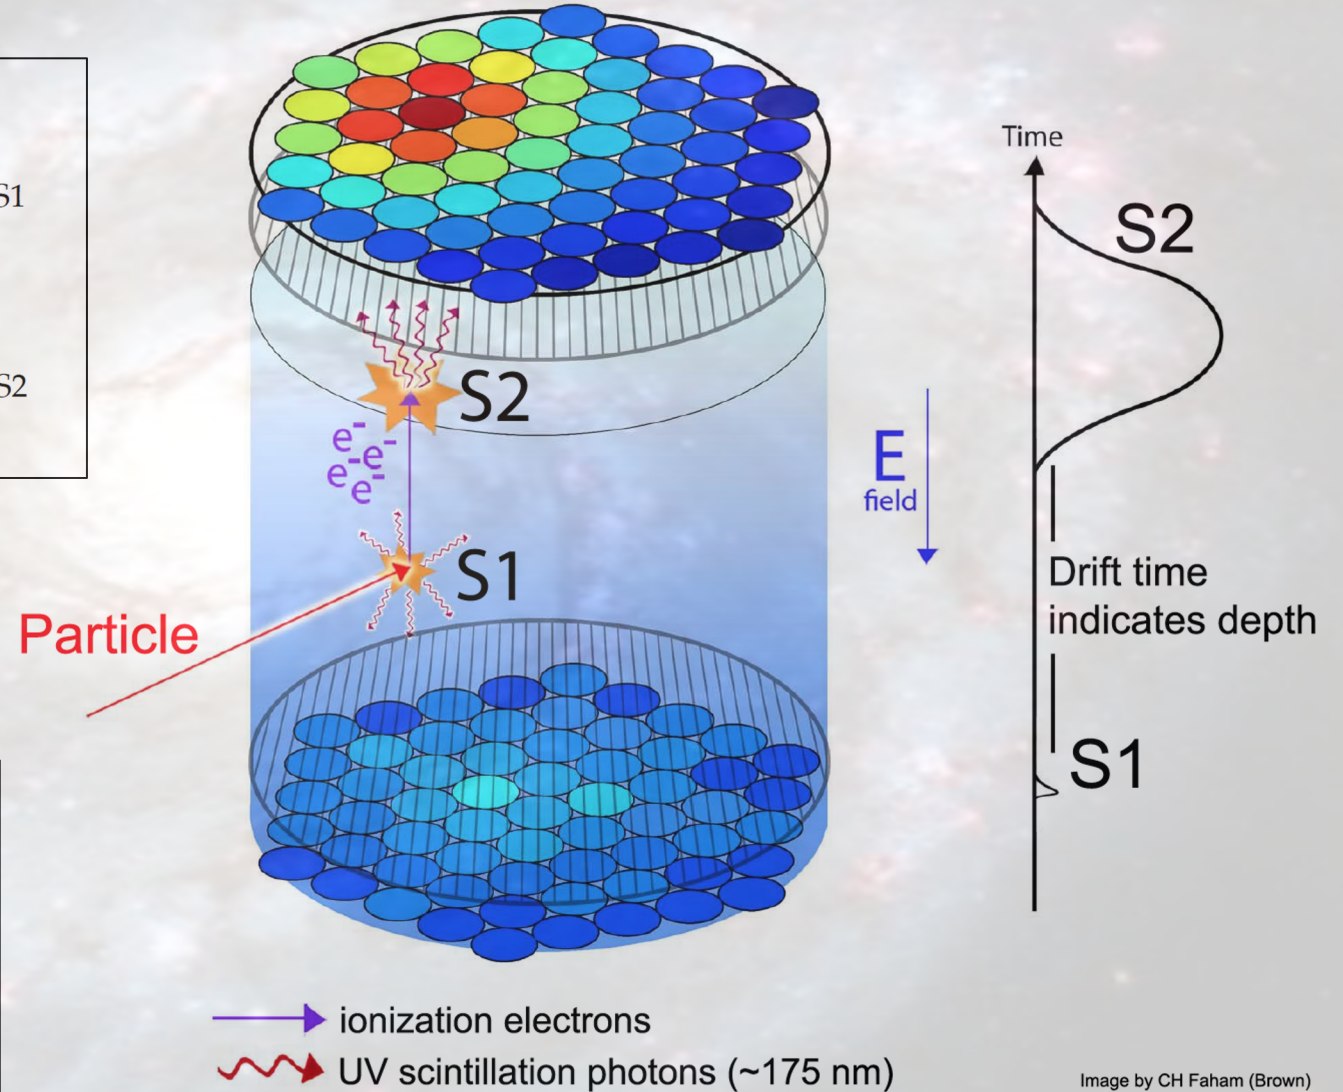 S1
S2
Time
S2
S2
e-
e-
e-
e-
E
field
S1
Drift time
indicates depth
Particle
S1
ionization electrons
UV scintillation photons (~175 nm)
Image by CH Faham (Brown)